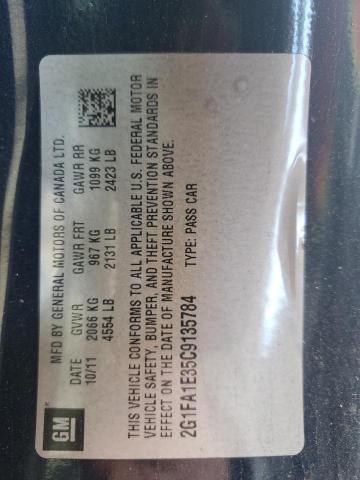 GM
MFD BY GENERAL MOTORS OF CANADA LTD.
DATE GVWR GAWR FRT GAWR RR
10/11 2066 KG 967 KG 1099 KG
4554 LB 2131 LB 2423 LB
THIS VEHICLE CONFORMS TO ALL APPLICABLE U.S. FEDERAL MOTOR
VEHICLE SAFETY, BUMPER, AND THEFT PREVENTION STANDARDS IN
EFFECT ON THE DATE OF MANUFACTURE SHOWN ABOVE.
2G1FA1E35C9135784 TYPE: PASS CAR